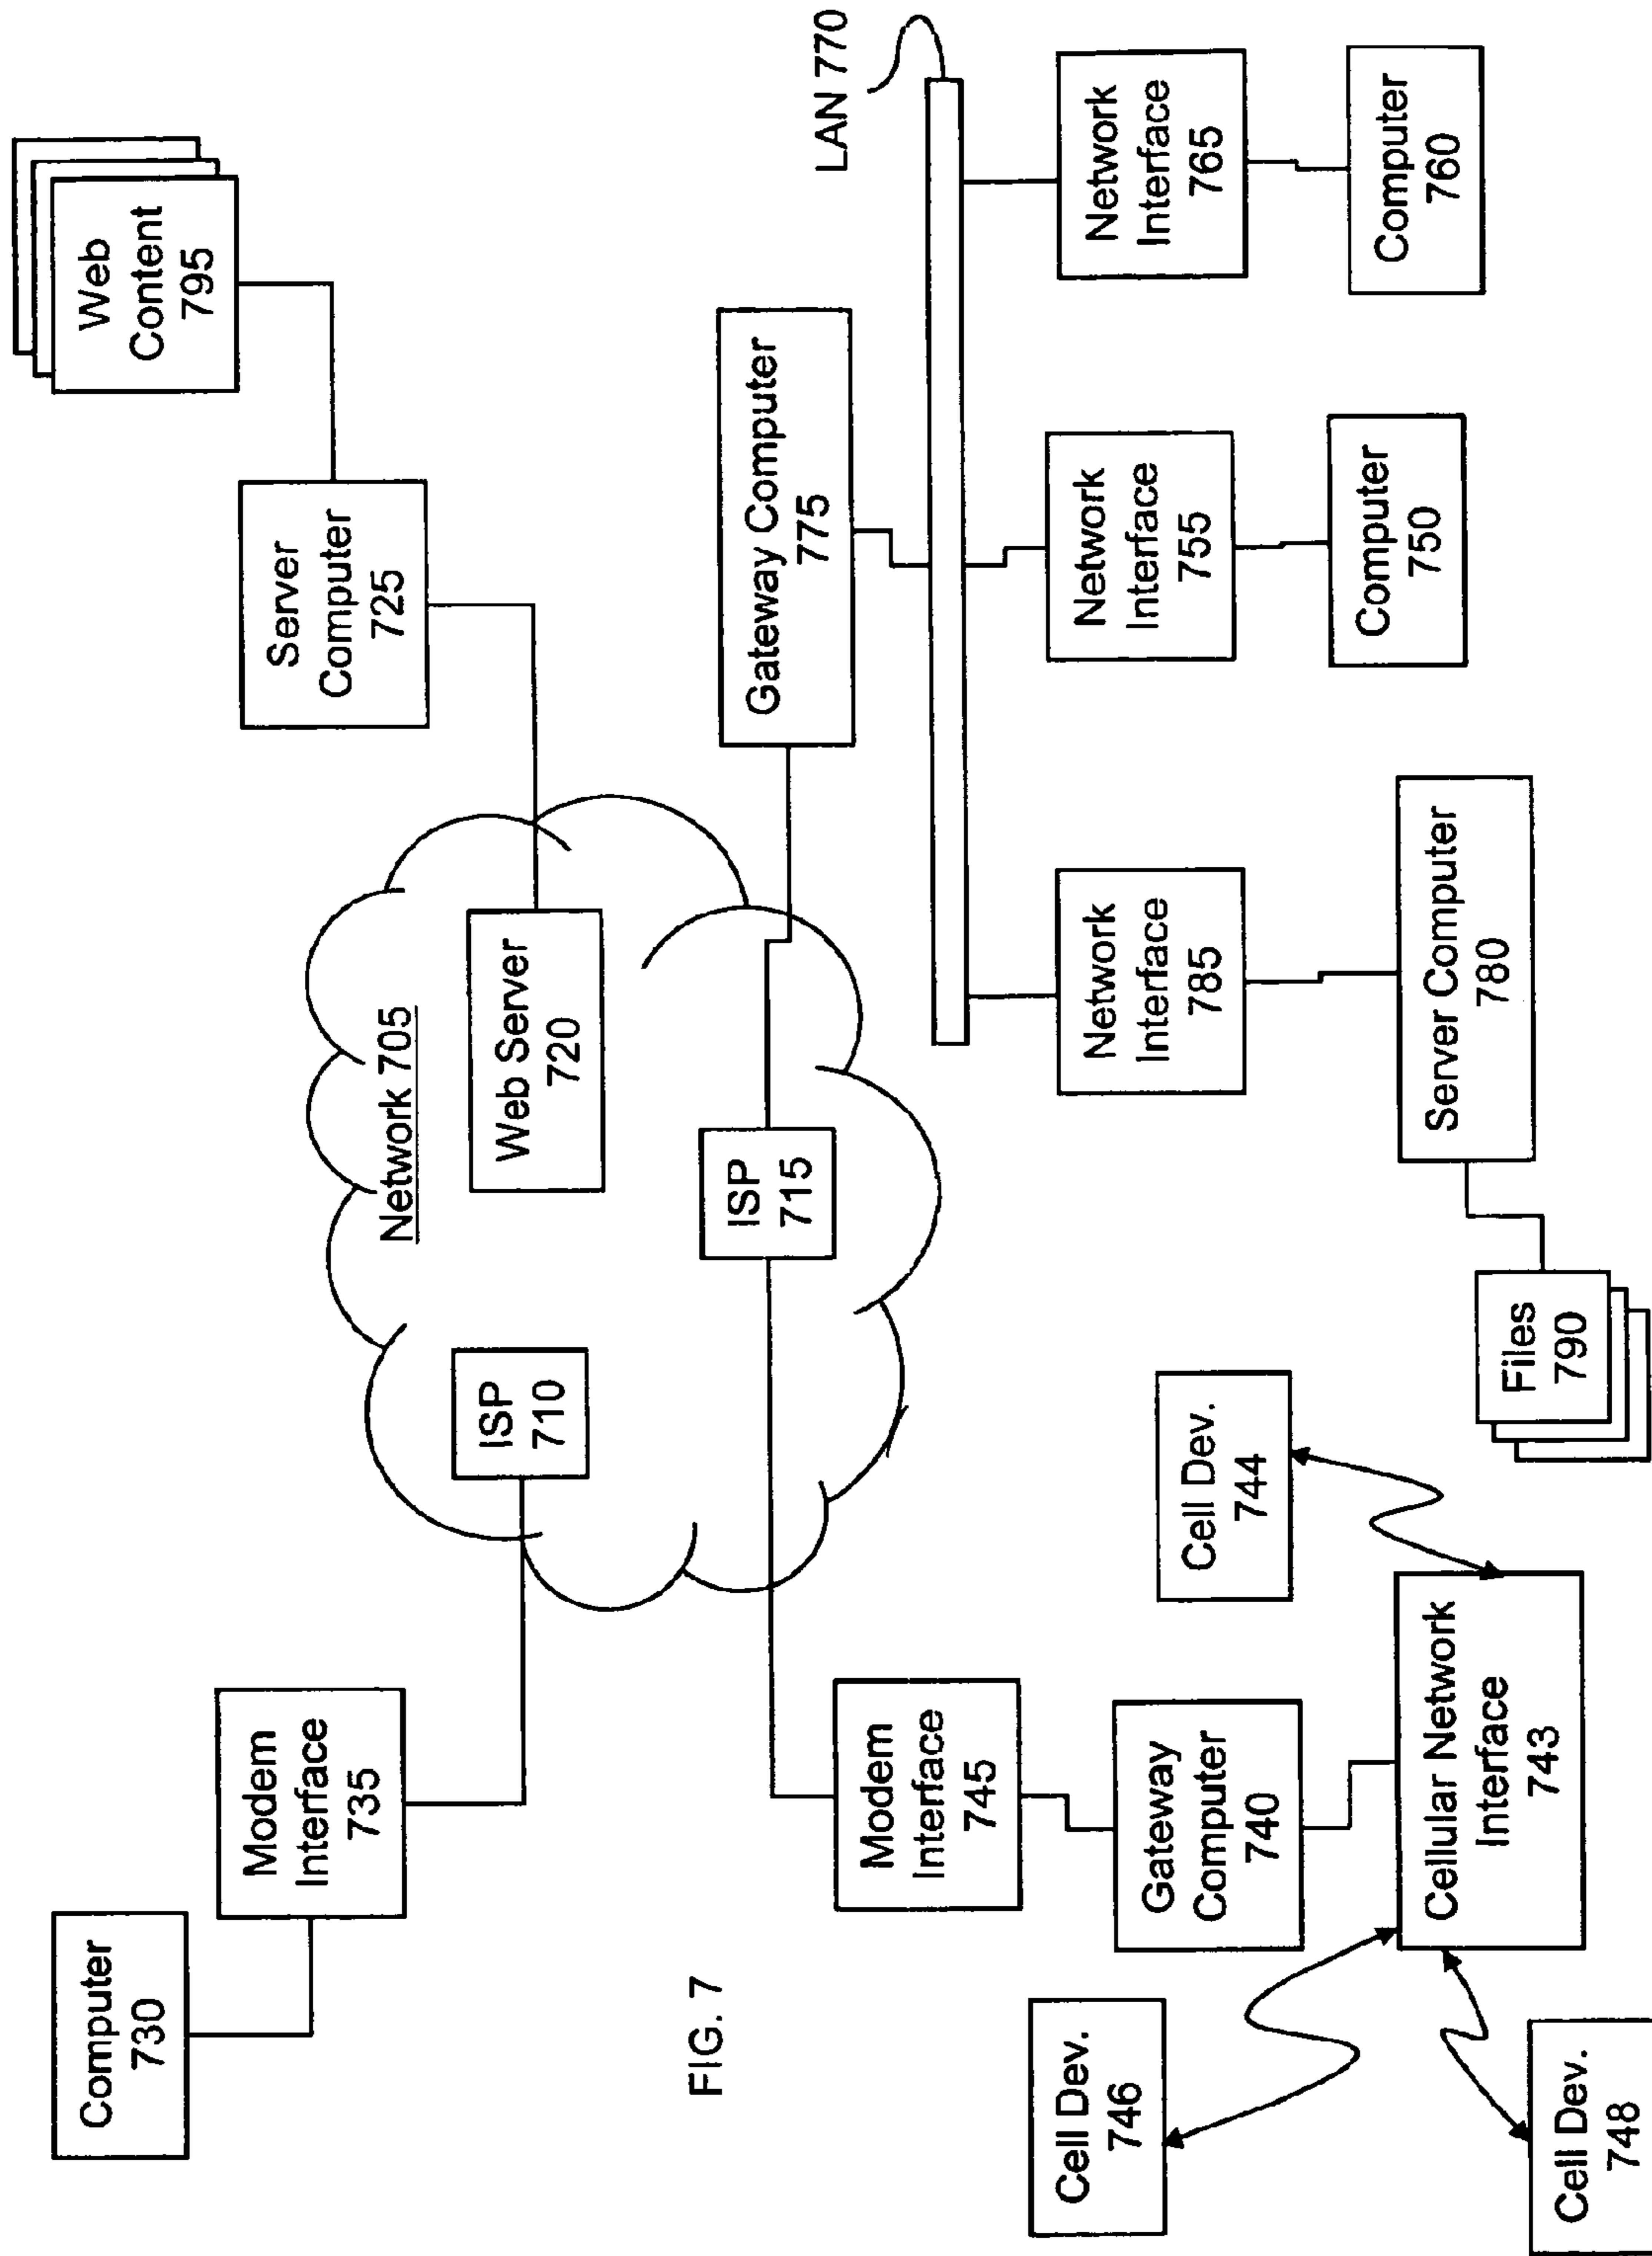 Computer
730
Modem
Interface
735
ISP
710
Network 705
Web Server
720
Server
Computer
725
Web
Content
795
FIG. 7
Modem
Interface
745
ISP
715
Gateway Computer
775
LAN 770
Gateway
Computer
740
Cell Dev.
746
Cell Dev.
748
Cellular Network
Interface
743
Cell Dev.
744
Network
Interface
785
Network
Interface
755
Network
Interface
765
Files
790
Server Computer
780
Computer
750
Computer
760